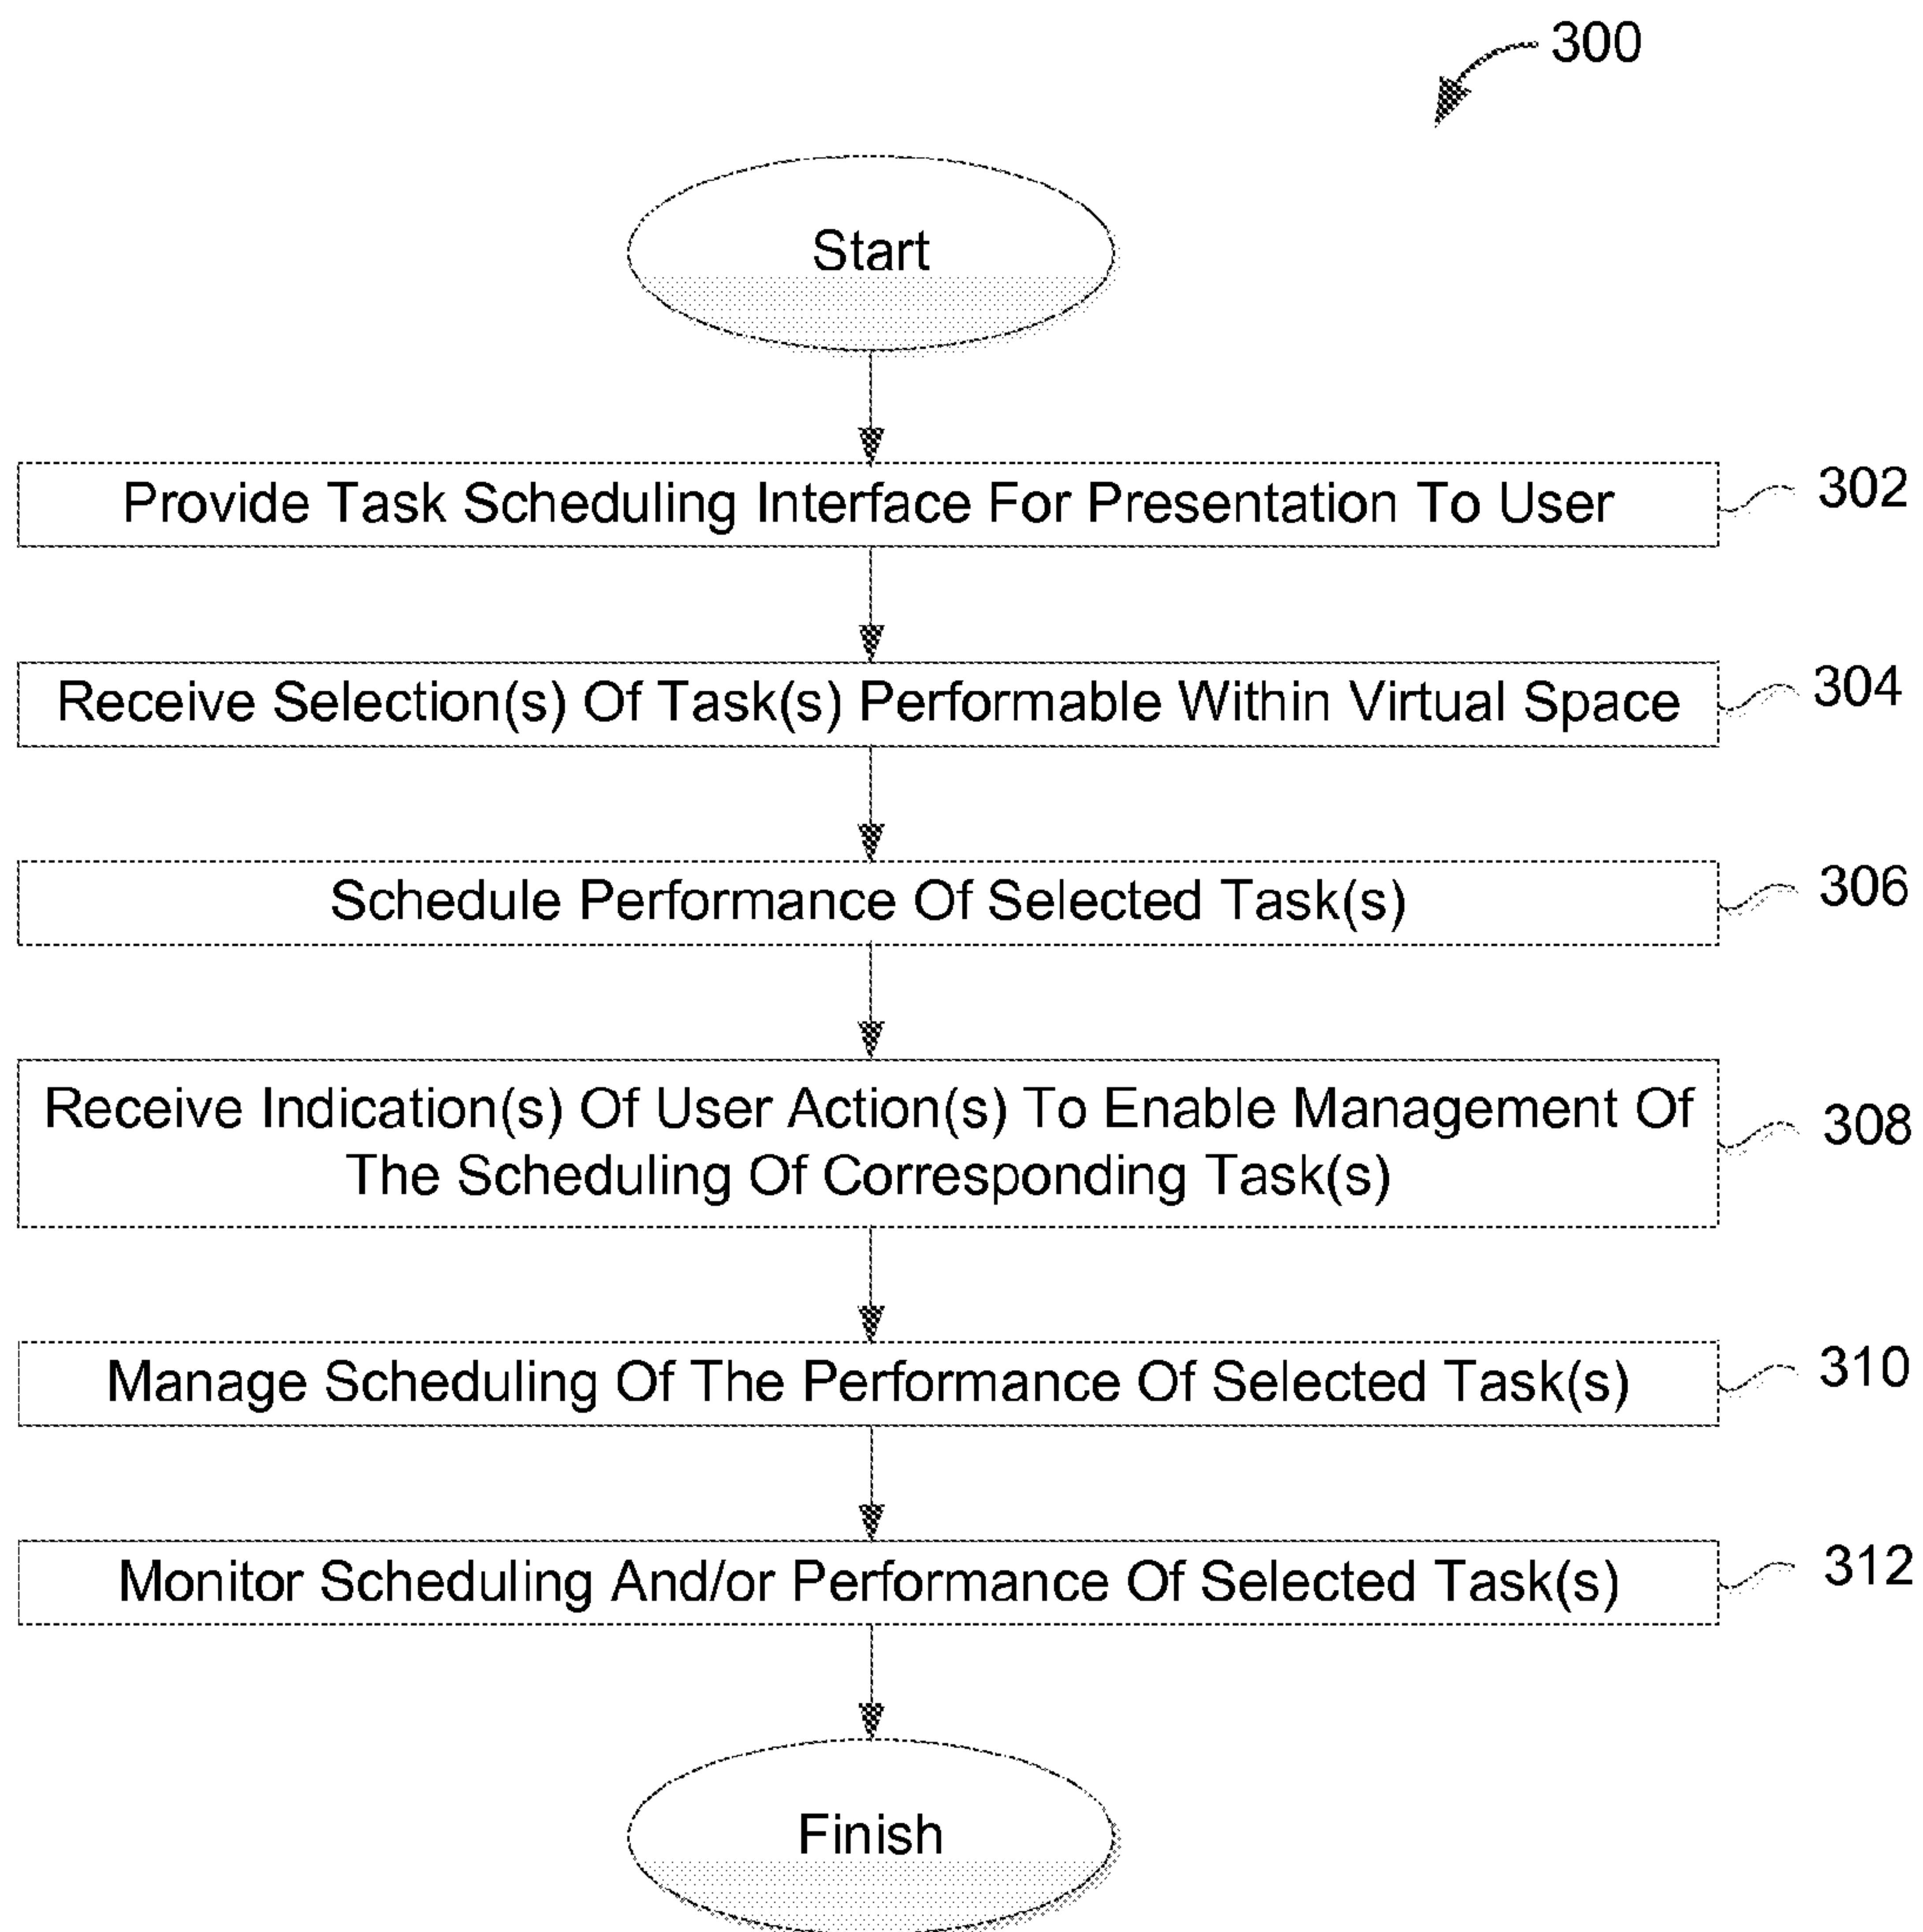 300
Start
Provide Task Scheduling Interface For Presentation To User
302
Receive Selection(s) Of Task(s) Performable Within Virtual Space
304
Schedule Performance Of Selected Task(s)
306
Receive Indication(s) Of User Action(s) To Enable Management Of
The Scheduling Of Corresponding Task(s)
308
Manage Scheduling Of The Performance Of Selected Task(s)
310
Monitor Scheduling And/or Performance Of Selected Task(s)
312
Finish